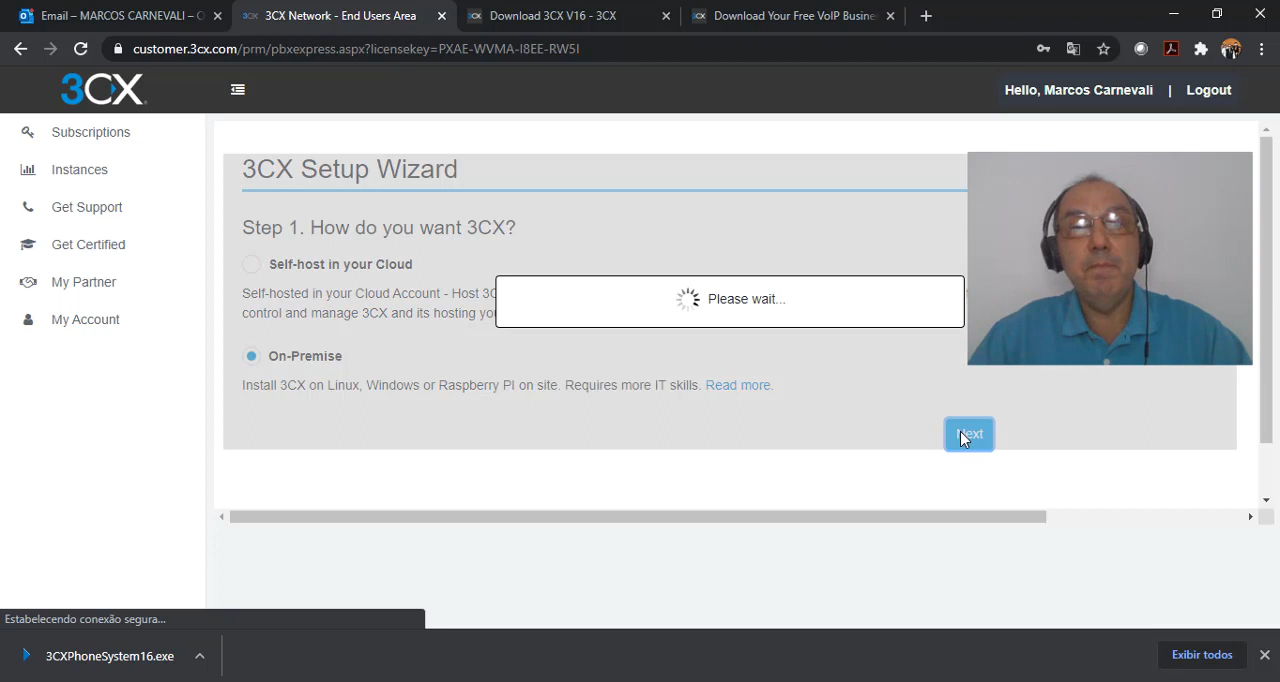 Email – MARCOS CARNEVALI – O
3CX Network - End Users Area
Download 3CX V16 - 3CX
Download Your Free VoIP Busine
customer.3cx.com/prm/pbxexpress.aspx?licensekey=PXAE-WVMA-I8EE-RW5I
3CX
Hello, Marcos Carnevali | Logout
Subscriptions
Instances
Get Support
Get Certified
My Partner
My Account
3CX Setup Wizard
Step 1. How do you want 3CX?
Self-host in your Cloud
Self-hosted in your Cloud Account - Host 3C
control and manage 3CX and its hosting yo
Please wait...
On-Premise
Install 3CX on Linux, Windows or Raspberry PI on site. Requires more IT skills. Read more.
Next
Estabelecendo conexão segura...
3CXPhoneSystem16.exe
Exibir todos